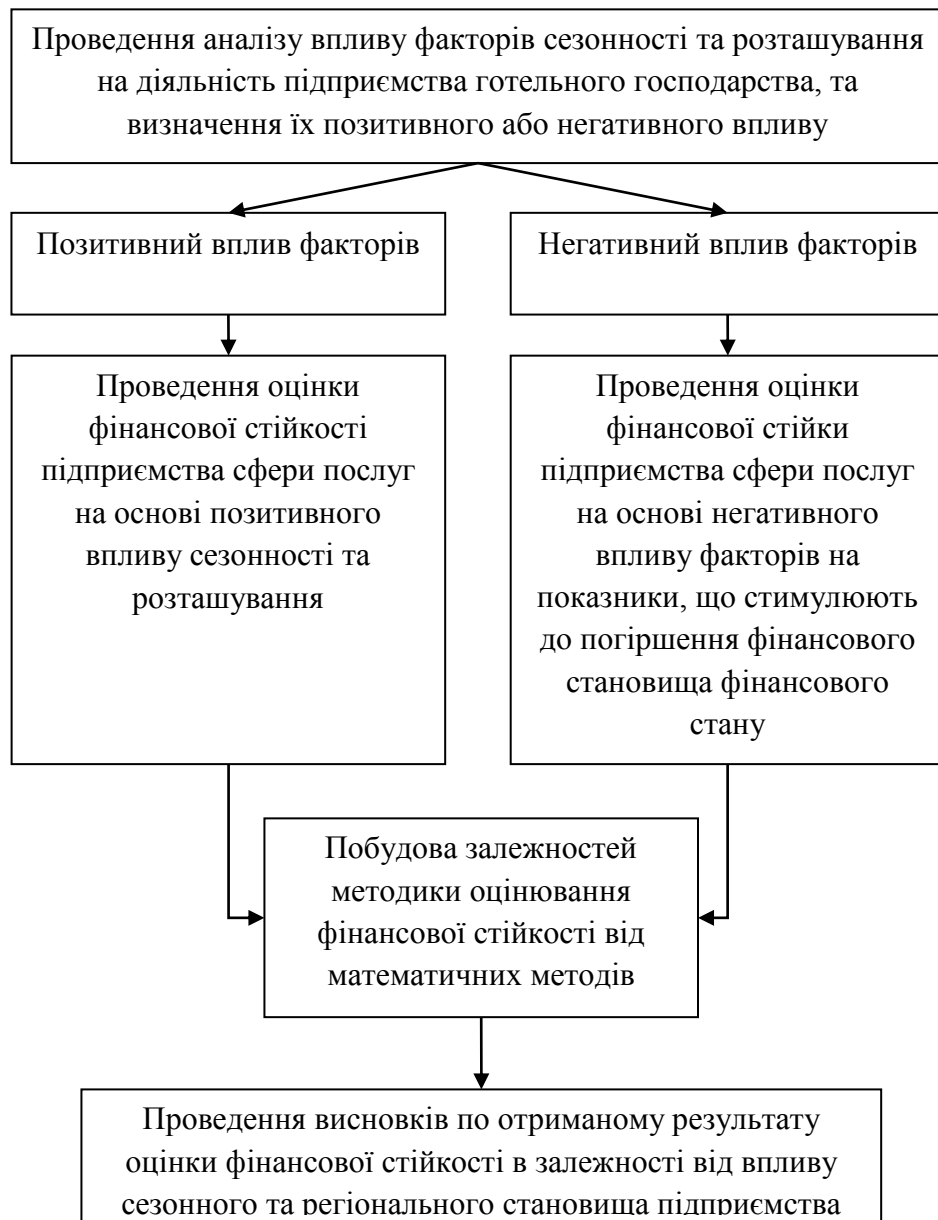 Проведення аналізу впливу факторів сезонності та розташування
на діяльність підприємства готельного господарства, та
визначення їх позитивного або негативного впливу
Позитивний вплив факторів
Негативний вплив факторів
Проведення оцінки
фінансової стійкості
підприємства сфери послуг
на основі позитивного
впливу сезонності та
розташування
Проведення оцінки
фінансової стійки
підприємства сфери послуг
на основі негативного
впливу факторів на
показники, що стимулюють
до погіршення фінансового
становища фінансового
стану
Побудова залежностей
методики оцінювання
фінансової стійкості від
математичних методів
Проведення висновків по отриманому результату
оцінки фінансової стійкості в залежності від впливу
сезонного та регіонального становища підприємства